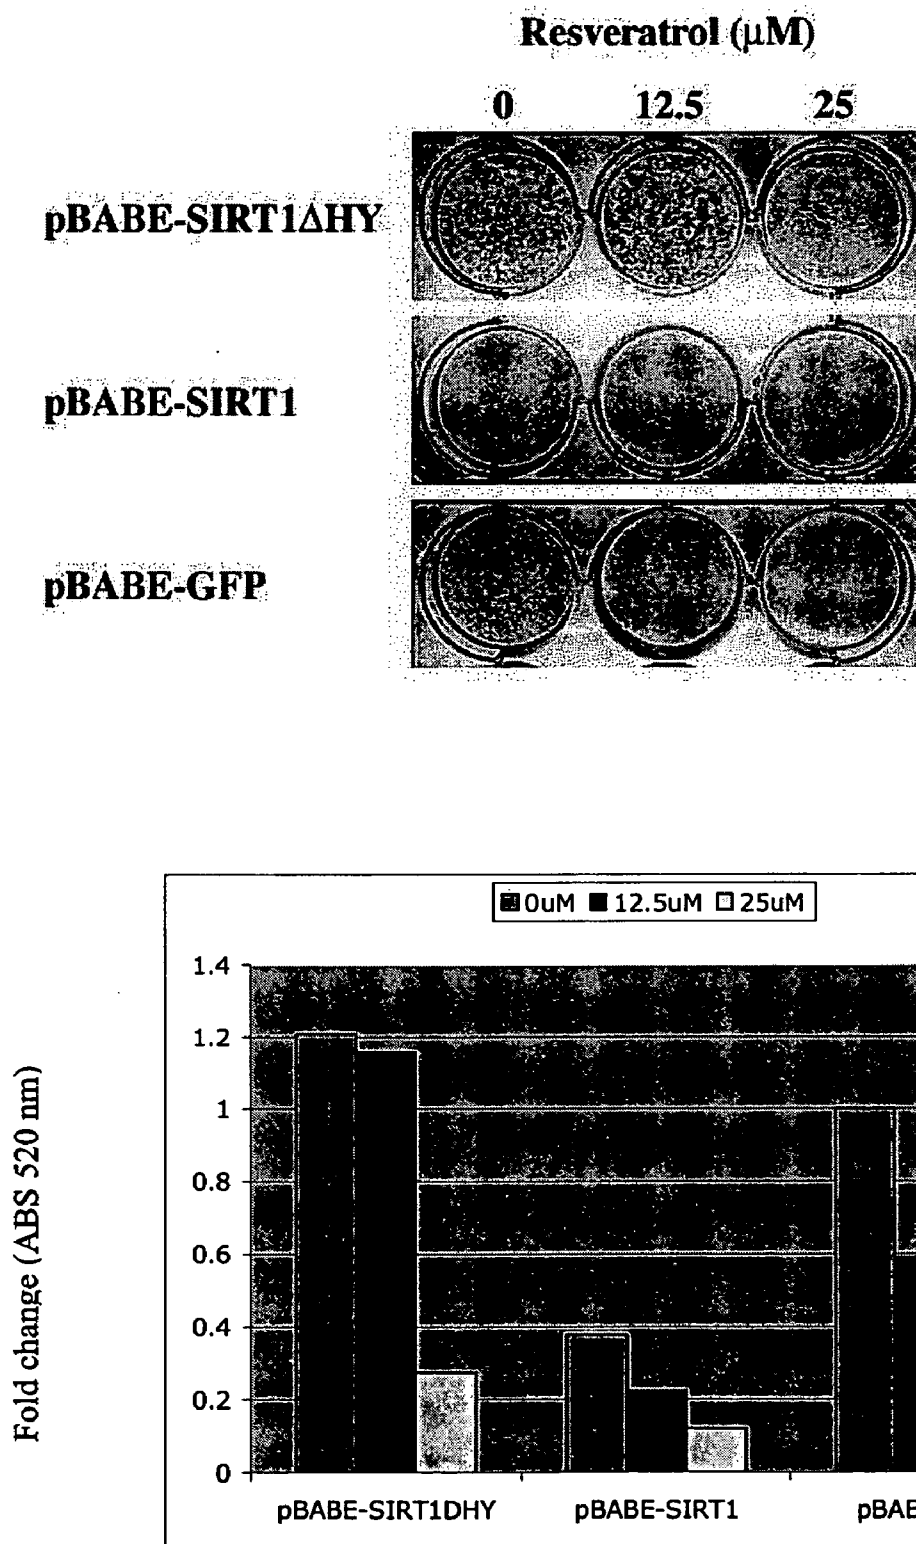 Resveratrol (µM)
0 12.5 25
pBABE-SIRT1ΔHY
pBABE-SIRT1
pBABE-GFP
0uM 12.5uM 25uM
1.4
1.2
1
0.8
0.6
0.4
0.2
0
Fold change (ABS 520 nm)
pBABE-SIRT1DHY pBABE-SIRT1 pBAB